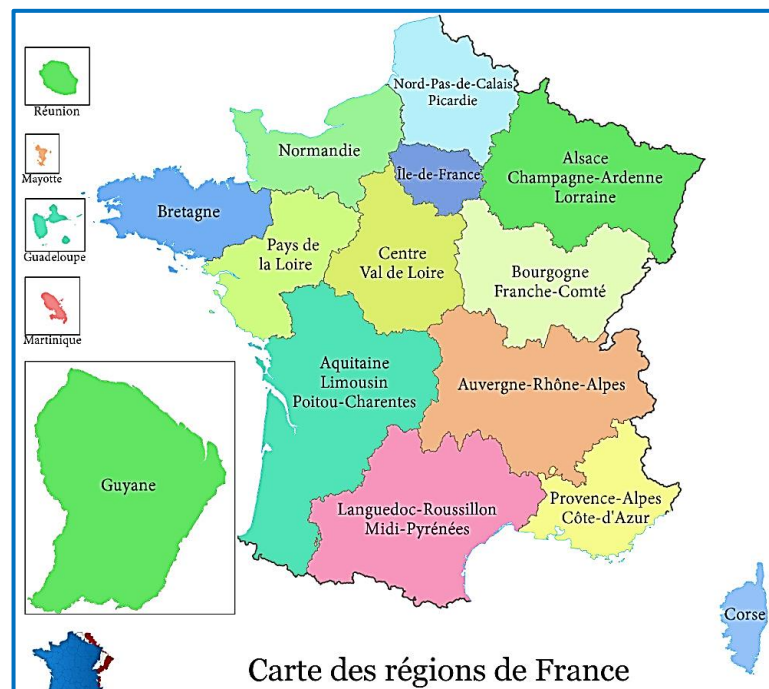 Nord-Pas-de-Calais
Picardie
Réunion
Normandie
Île-de-France
Alsace
Champagne-Ardenne
Lorraine
Mayotte
Bretagne
Pays de
la Loire
Centre
Val de Loire
Guadeloupe
Bourgogne
Franche-Comté
Martinique
Aquitaine
Limousin
Poitou-Charentes
Auvergne-Rhône-Alpes
Guyane
Languedoc-Roussillon
Midi-Pyrénées
Provence-Alpes
Côte-d'Azur
Corse
Carte des régions de France